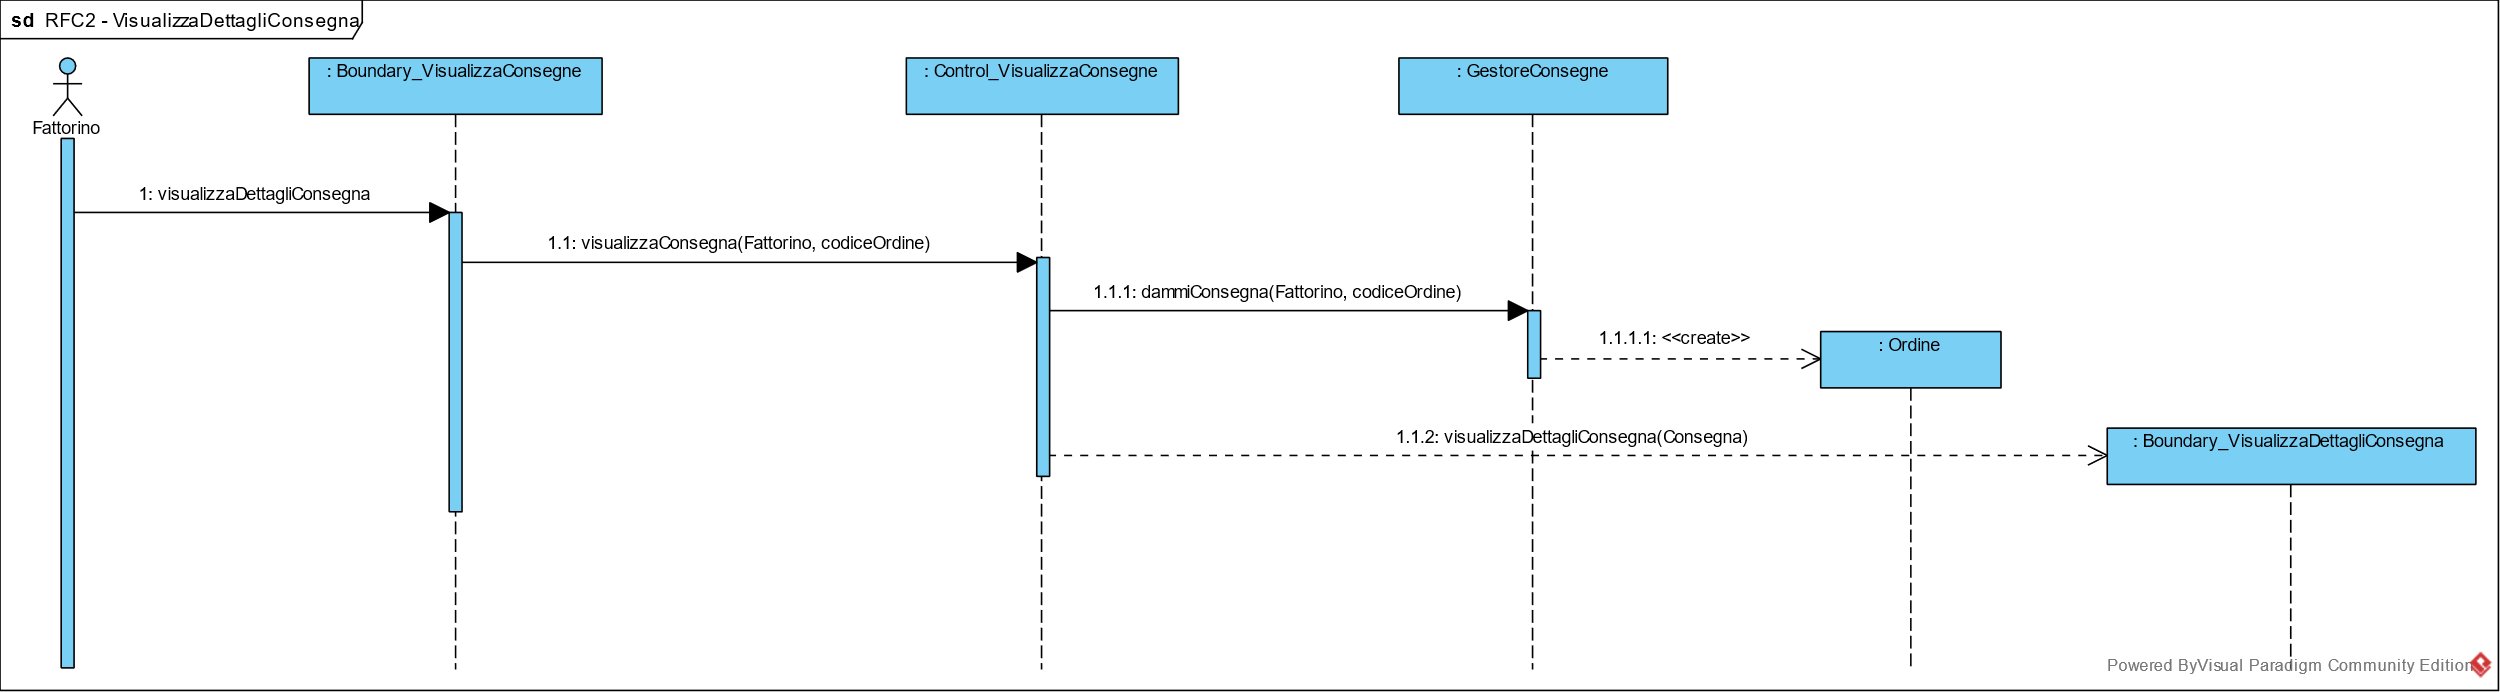 sd RFC2 - VisualizzaDettagliConsegna
: Boundary_VisualizzaConsegne
: Control_VisualizzaConsegne
: GestoreConsegne
Fattorino
1: visualizzaDettagliConsegna
1.1: visualizzaConsegna(Fattorino, codiceOrdine)
1.1.1: dammiConsegna(Fattorino, codiceOrdine)
1.1.1.1: <<create>>
: Ordine
1.1.2: visualizzaDettagliConsegna(Consegna)
: Boundary_VisualizzaDettagliConsegna
Powered ByVisual Paradigm Community Edition